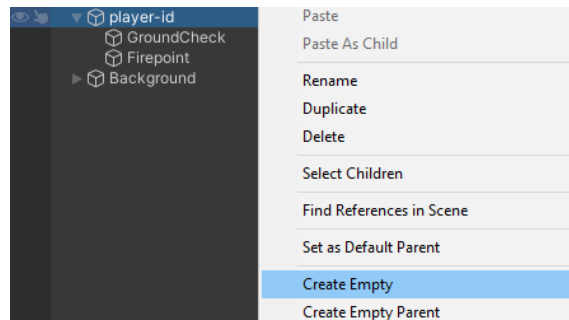 player-id
GroundCheck
Firepoint
Background
Paste
Paste As Child
Rename
Duplicate
Delete
Select Children
Find References in Scene
Set as Default Parent
Create Empty
Create Empty Parent